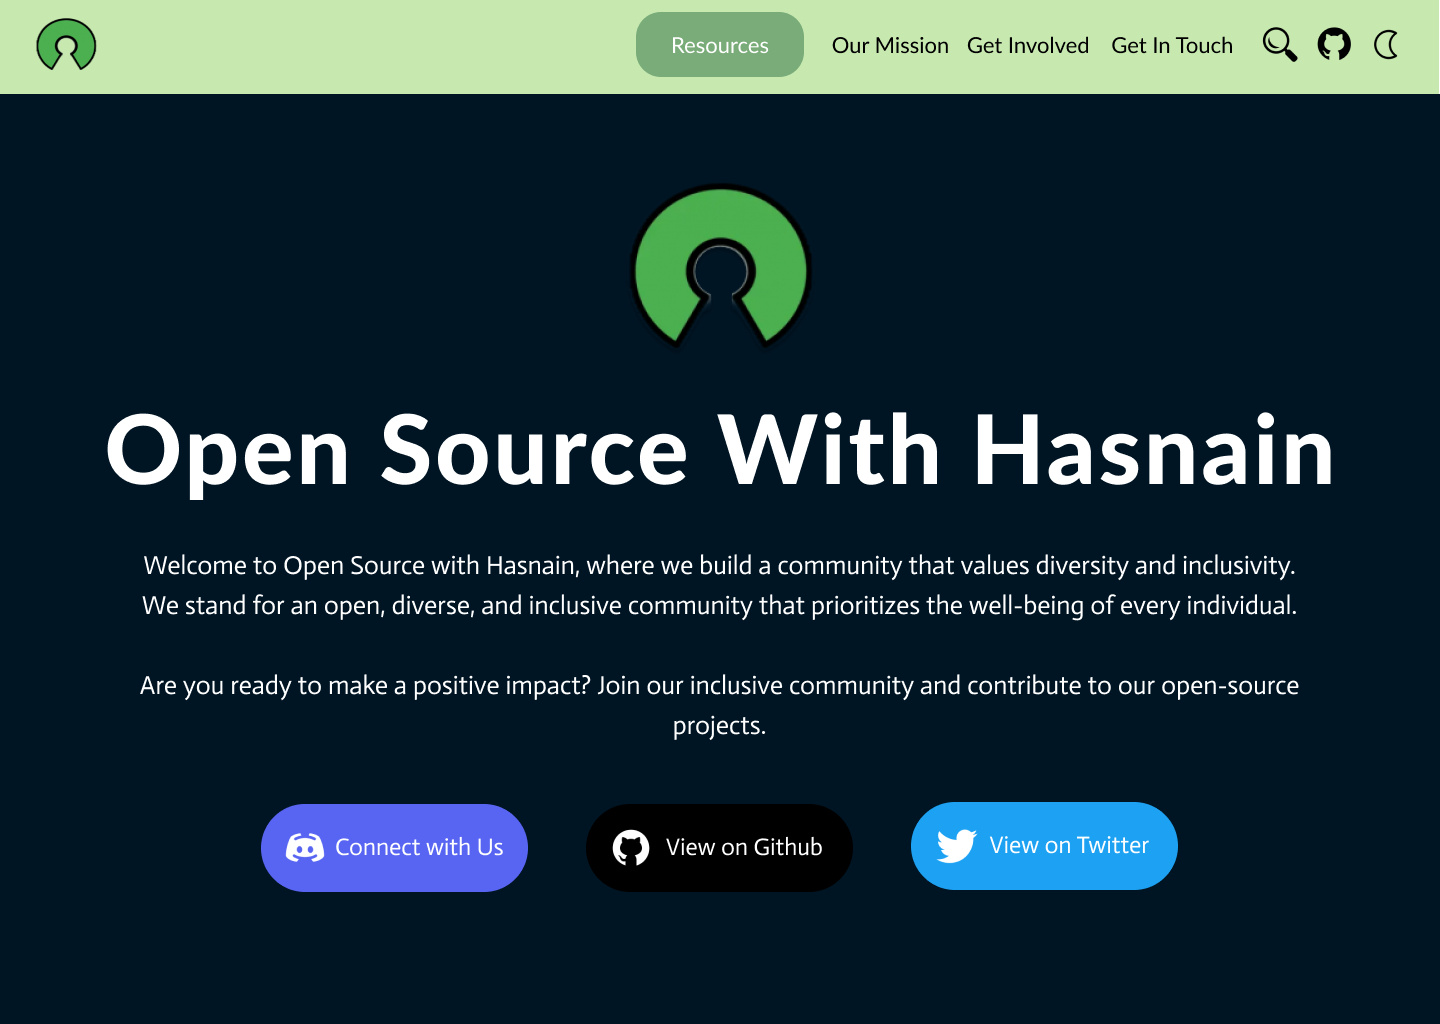 Resources Our Mission Get Involved Get In Touch
Open Source With Hasnain
Welcome to Open Source with Hasnain, where we build a community that values diversity and inclusivity.
We stand for an open, diverse, and inclusive community that prioritizes the well-being of every individual.
Are you ready to make a positive impact? Join our inclusive community and contribute to our open-source
projects.
Connect with Us View on Github View on Twitter